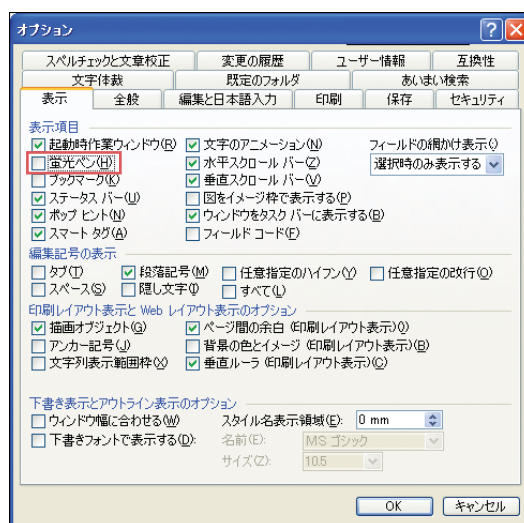 オプション
スペルチェックと文章校正 変更の履歴 ユーザー情報 互換性
文字体裁 既定のフォルダ あいまい検索
表示 全般 編集と日本語入力 印刷 保存 セキュリティ
表示項目
起動時作業ウィンドウ(R) 文字のアニメーション(N) フィールドの網かけ表示(I)
蛍光ペン(H) 水平スクロール バー(Z) 選択時のみ表示する
ブックマーク(K) 垂直スクロール バー(V)
ステータス バー(U) 図をイメージ枠で表示する(P)
ポップ ヒント(N) ウィンドウをタスク バーに表示する(B)
スマート タグ(A) フィールド コード(F)
編集記号の表示
タブ(T) 段落記号(M) 任意指定のハイフン(Y) 任意指定の改行(O)
スペース(S) 隠し文字(I) すべて(L)
印刷レイアウト表示と Web レイアウト表示のオプション
描画オブジェクト(G) ページ間の余白 (印刷レイアウト表示)(I)
アンカー記号(J) 背景の色とイメージ (印刷レイアウト表示)(B)
文字列表示範囲枠(X) 垂直ルーラ (印刷レイアウト表示)(C)
下書き表示とアウトライン表示のオプション
ウィンドウ幅に合わせる(W) スタイル名表示領域(E): 0 mm
下書きフォントで表示する(D): 名前(E): MS ゴシック
サイズ(Z): 10.5
OK キャンセル